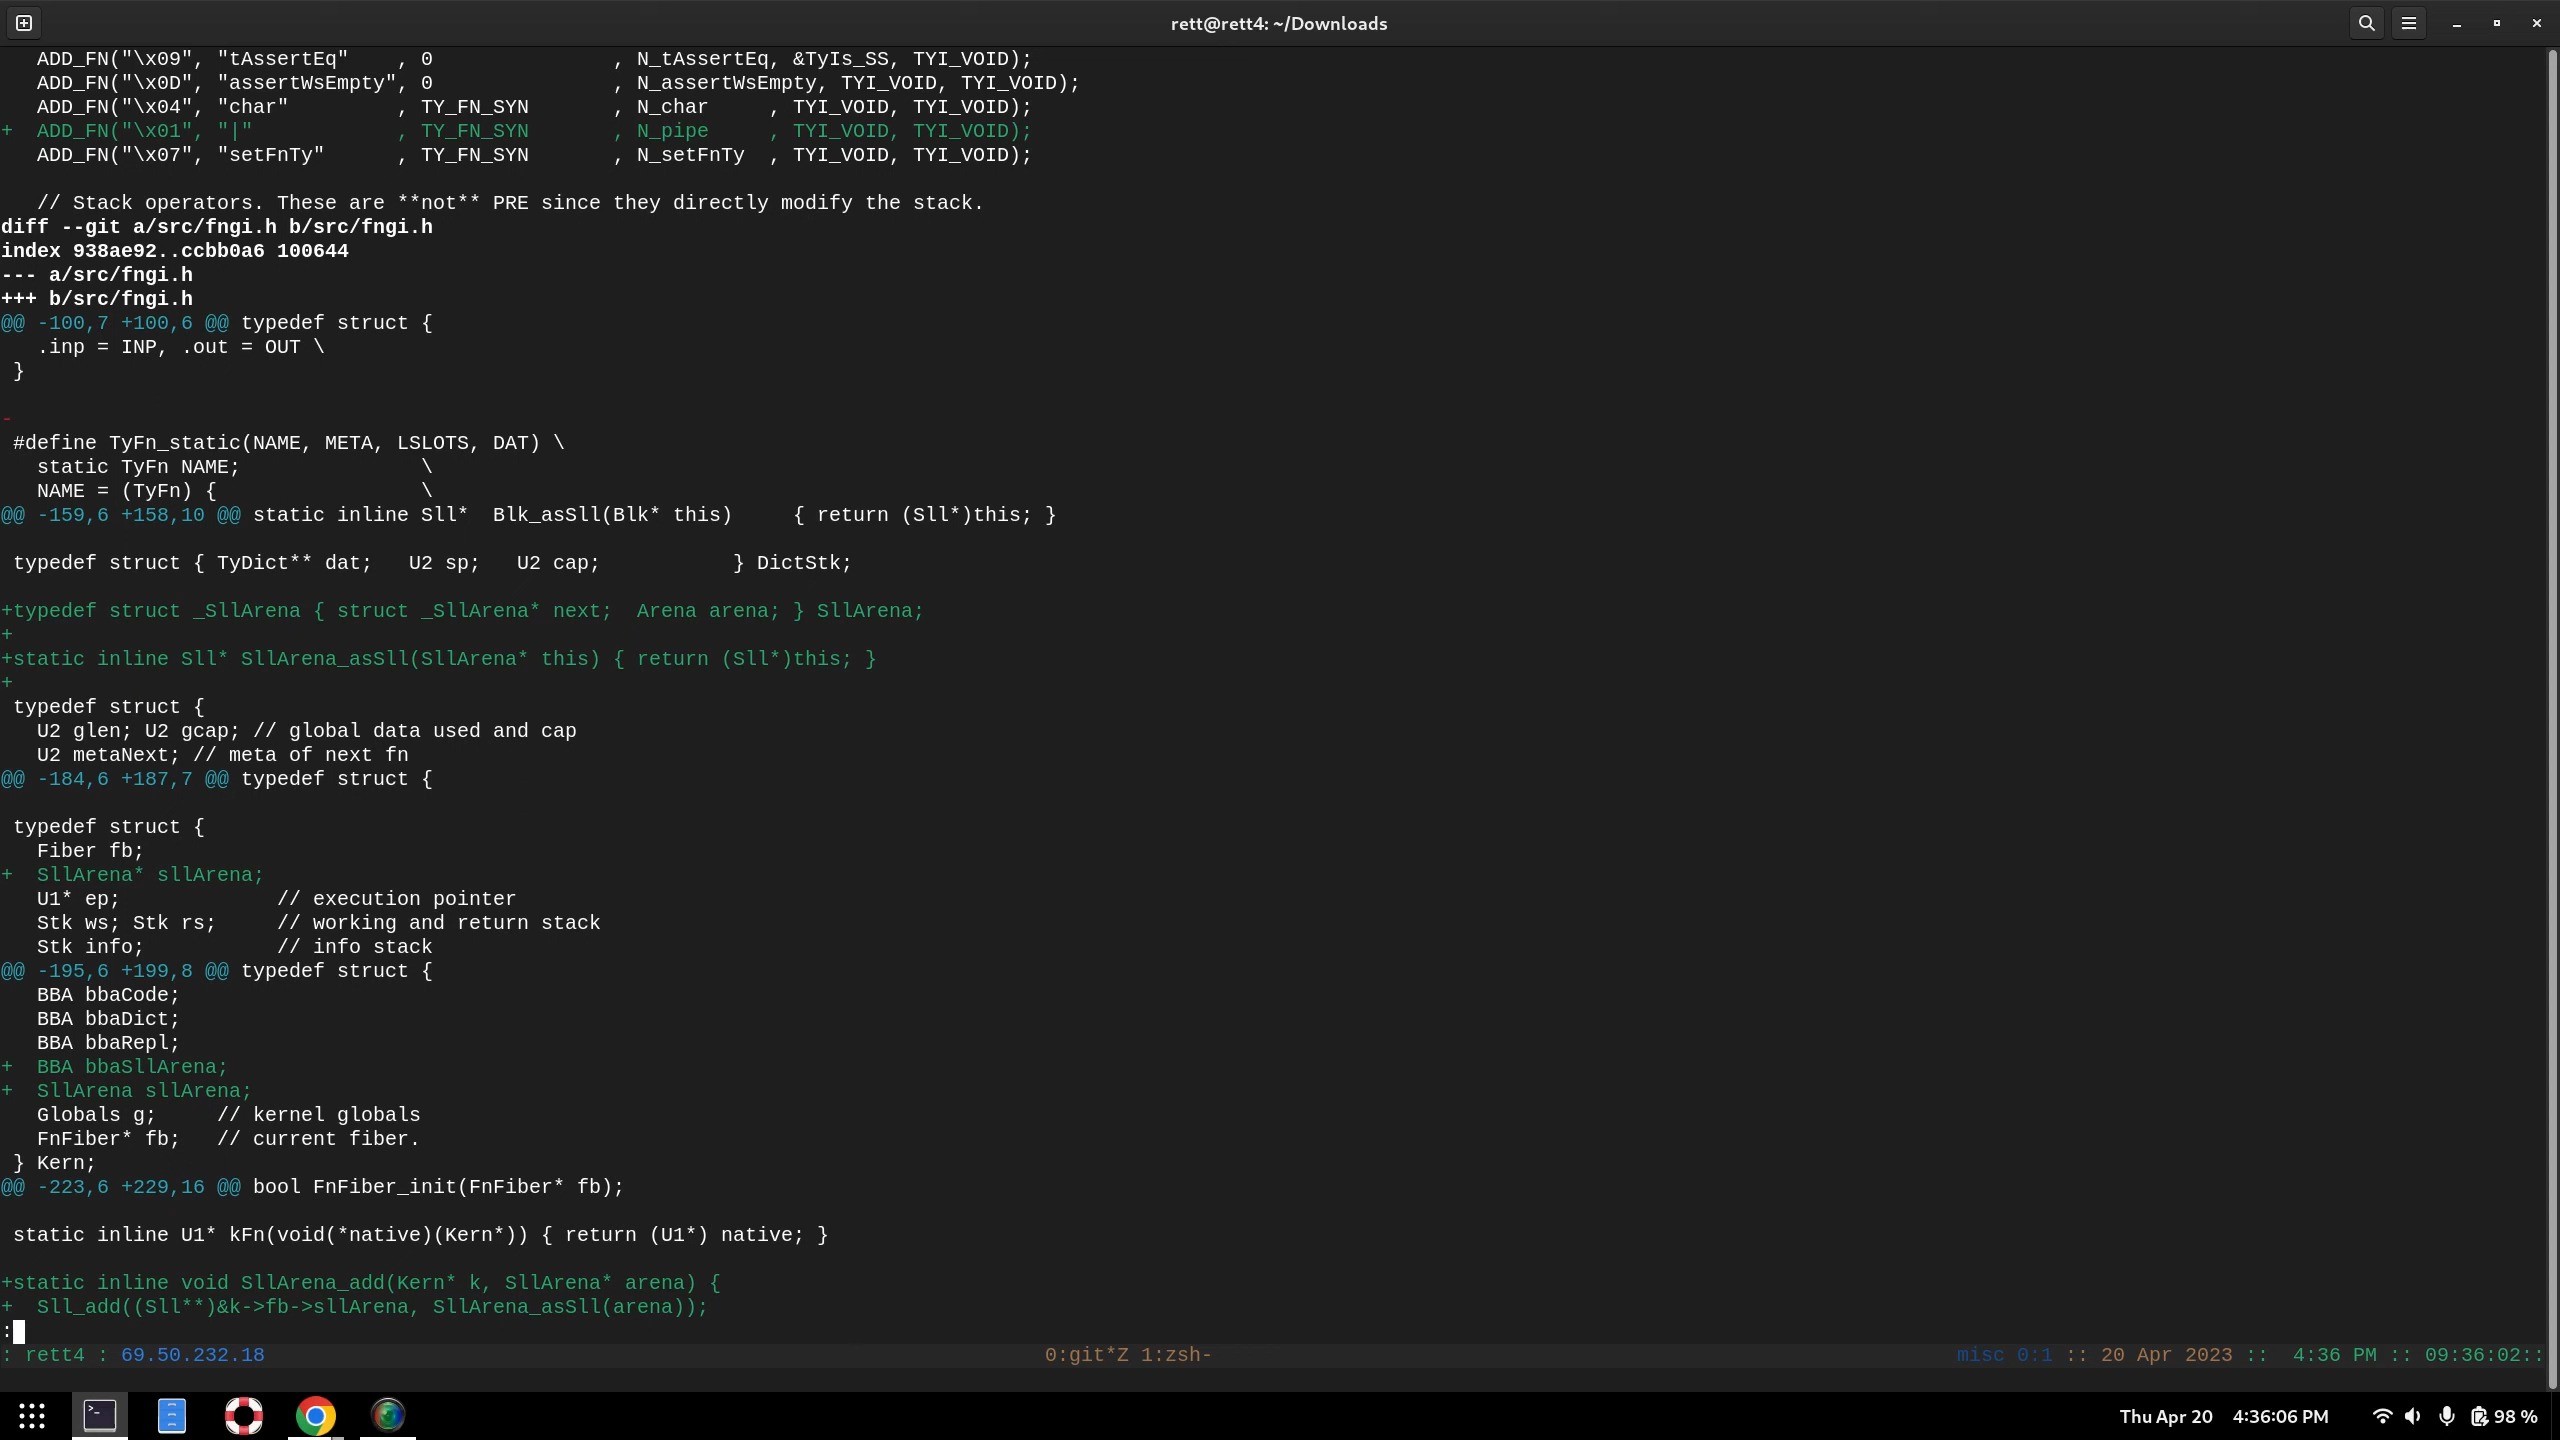 rett@rett4: ~/Downloads
   ADD_FN("\x09", "tAssertEq"    , 0               , N_tAssertEq, &TyIs_SS, TYI_VOID);
   ADD_FN("\x0D", "assertWsEmpty", 0               , N_assertWsEmpty, TYI_VOID, TYI_VOID);
   ADD_FN("\x04", "char"         , TY_FN_SYN       , N_char     , TYI_VOID, TYI_VOID);
+  ADD_FN("\x01", "|"            , TY_FN_SYN       , N_pipe     , TYI_VOID, TYI_VOID);
   ADD_FN("\x07", "setFnTy"      , TY_FN_SYN       , N_setFnTy  , TYI_VOID, TYI_VOID);
   // Stack operators. These are **not** PRE since they directly modify the stack.
diff --git a/src/fngi.h b/src/fngi.h
index 938ae92..ccbb0a6 100644
--- a/src/fngi.h
+++ b/src/fngi.h
@@ -100,7 +100,6 @@ typedef struct {
   .inp = INP, .out = OUT \
 }
-
 #define TyFn_static(NAME, META, LSLOTS, DAT) \
   static TyFn NAME;               \
   NAME = (TyFn) {                 \
@@ -159,6 +158,10 @@ static inline Sll*  Blk_asSll(Blk* this)     { return (Sll*)this; }
 typedef struct { TyDict** dat;   U2 sp;   U2 cap;           } DictStk;
+typedef struct _SllArena { struct _SllArena* next;  Arena arena; } SllArena;
+
+static inline Sll* SllArena_asSll(SllArena* this) { return (Sll*)this; }
+
 typedef struct {
   U2 glen; U2 gcap; // global data used and cap
   U2 metaNext; // meta of next fn
@@ -184,6 +187,7 @@ typedef struct {
 typedef struct {
   Fiber fb;
+  SllArena* sllArena;
   U1* ep;             // execution pointer
   Stk ws; Stk rs;     // working and return stack
   Stk info;           // info stack
@@ -195,6 +199,8 @@ typedef struct {
   BBA bbaCode;
   BBA bbaDict;
   BBA bbaRepl;
+  BBA bbaSllArena;
+  SllArena sllArena;
   Globals g;     // kernel globals
   FnFiber* fb;   // current fiber.
 } Kern;
@@ -223,6 +229,16 @@ bool FnFiber_init(FnFiber* fb);
 static inline U1* kFn(void(*native)(Kern*)) { return (U1*) native; }
+static inline void SllArena_add(Kern* k, SllArena* arena) {
+  Sll_add((Sll**)&k->fb->sllArena, SllArena_asSll(arena));
:
: rett4 : 69.50.232.18 0:git*Z 1:zsh- misc 0:1 :: 20 Apr 2023 ::  4:36 PM :: 09:36:02::
Thu Apr 20 4:36:06 PM 98 %